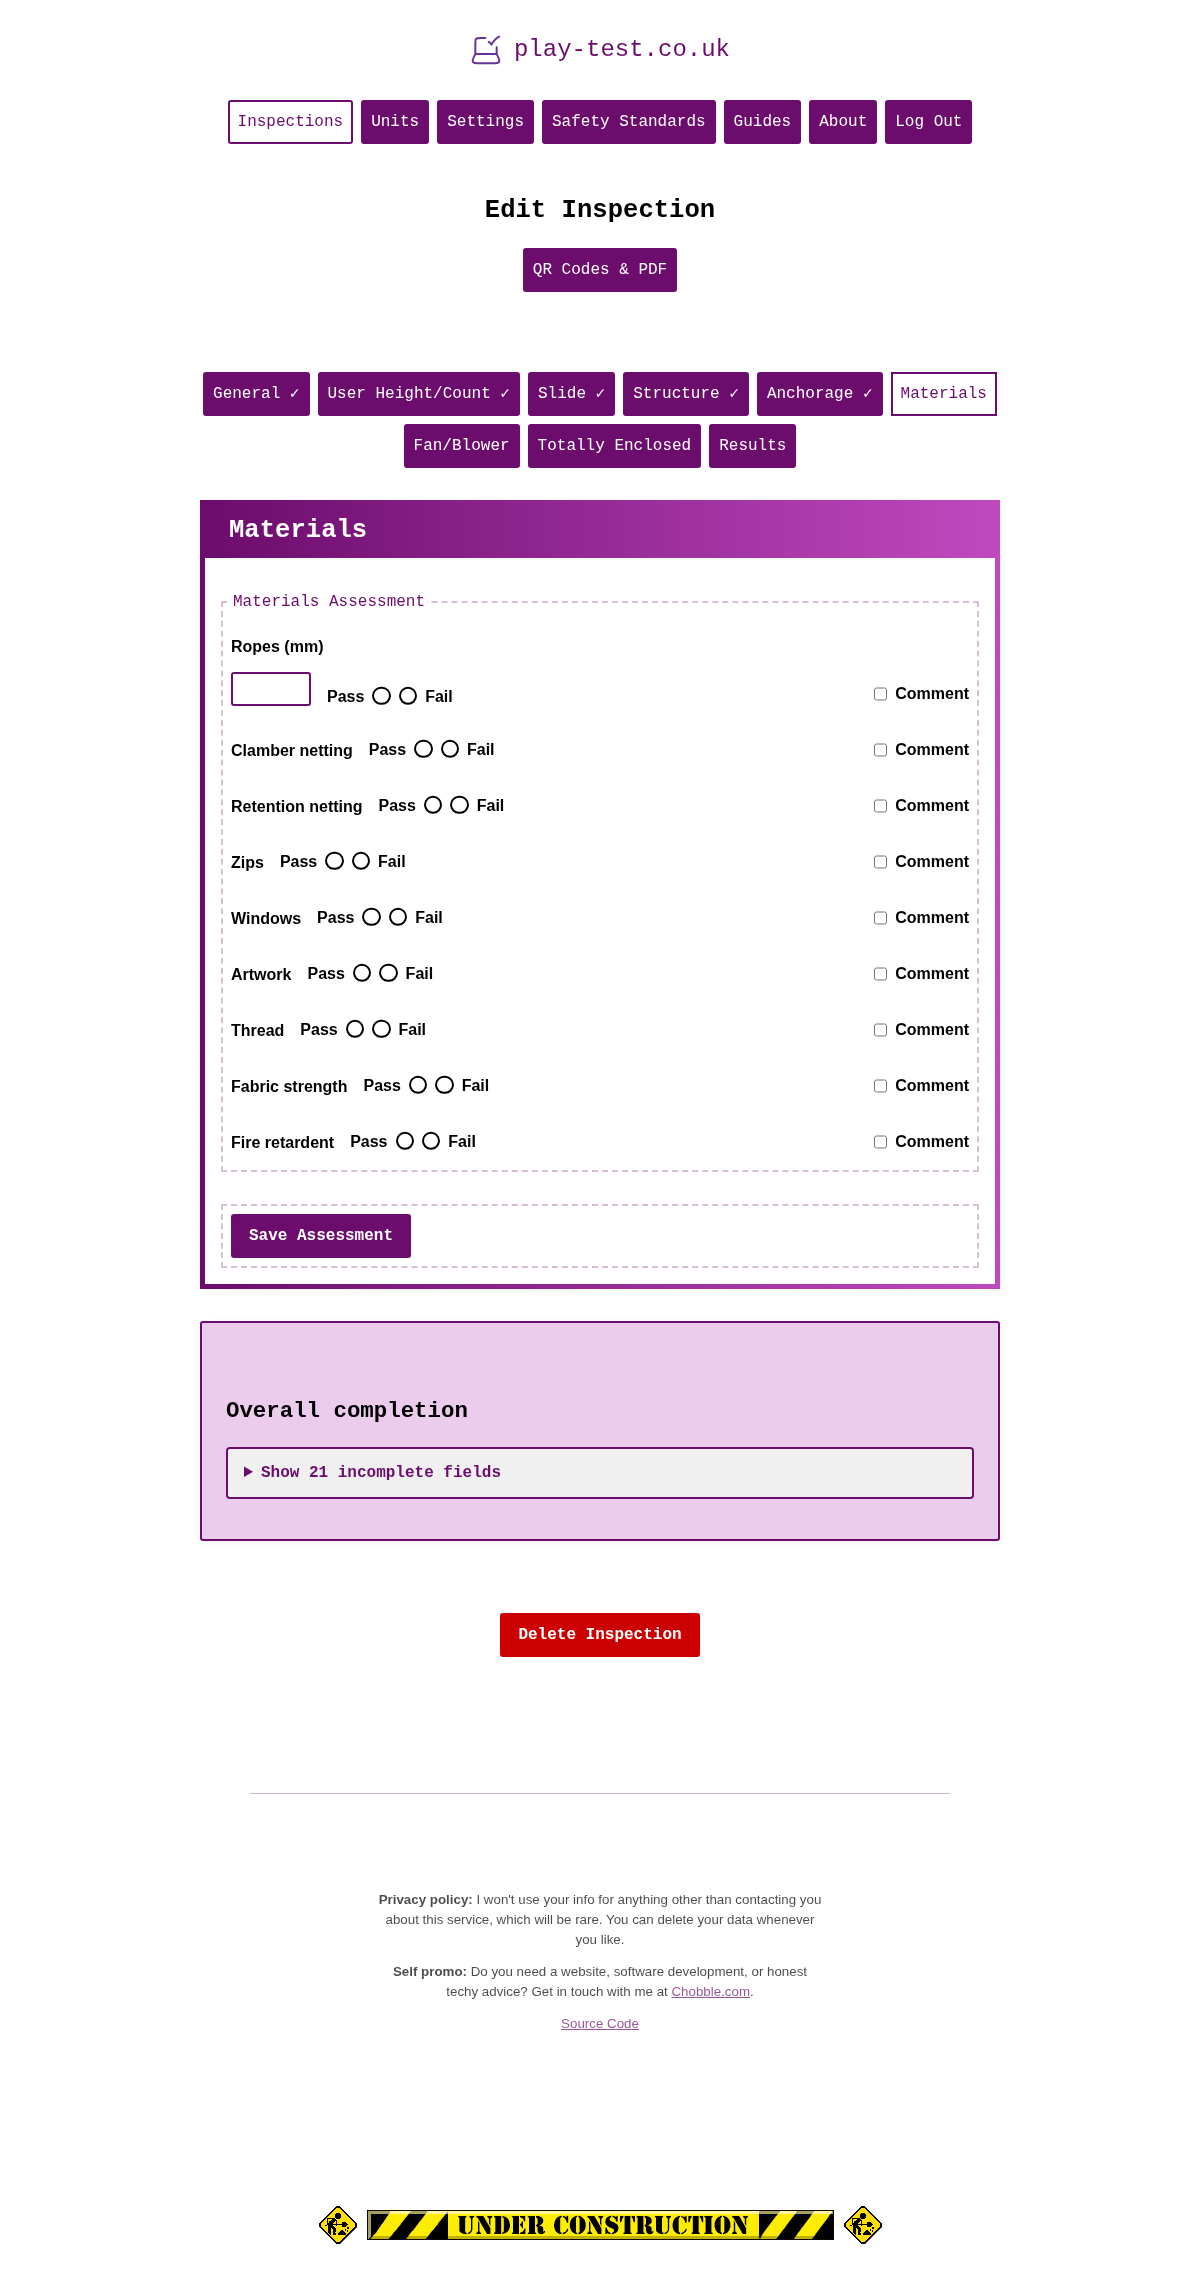 play-test.co.uk
Inspections Units Settings Safety Standards Guides About Log Out
Edit Inspection
QR Codes & PDF
General ✓ User Height/Count ✓ Slide ✓ Structure ✓ Anchorage ✓ Materials
Fan/Blower Totally Enclosed Results
Materials
Materials Assessment
Ropes (mm)
Pass Fail Comment
Clamber netting Pass Fail Comment
Retention netting Pass Fail Comment
Zips Pass Fail Comment
Windows Pass Fail Comment
Artwork Pass Fail Comment
Thread Pass Fail Comment
Fabric strength Pass Fail Comment
Fire retardent Pass Fail Comment
Save Assessment
Overall completion
Show 21 incomplete fields
Delete Inspection
Privacy policy: I won't use your info for anything other than contacting you
about this service, which will be rare. You can delete your data whenever
you like.
Self promo: Do you need a website, software development, or honest
techy advice? Get in touch with me at Chobble.com.
Source Code
UNDER CONSTRUCTION